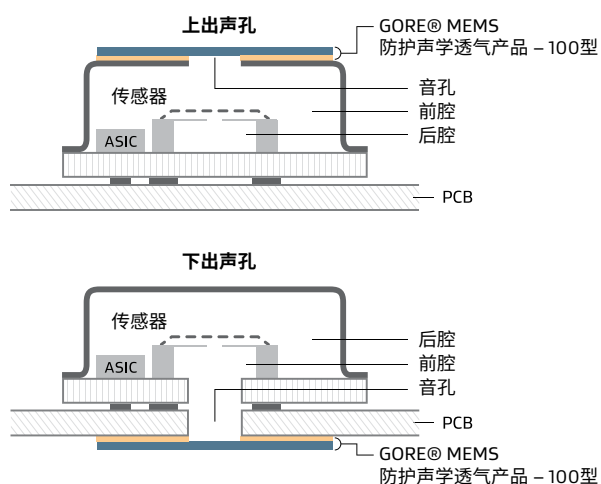 上出声孔
GORE® MEMS
防护声学透气产品 – 100型
音孔
传感器
前腔
后腔
ASIC
PCB
下出声孔
传感器
后腔
前腔
ASIC
音孔
PCB
GORE® MEMS
防护声学透气产品 – 100型